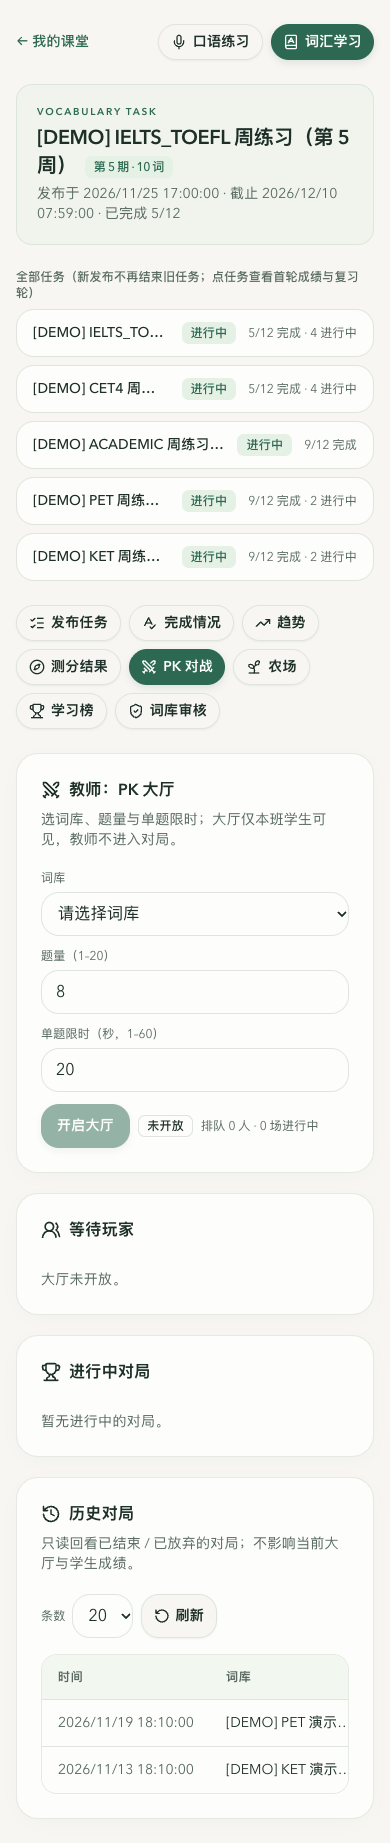 ← 我的课堂
口语练习
词汇学习
VOCABULARY TASK
[DEMO] IELTS_TOEFL 周练习（第 5
周） 第 5 期 · 10 词
发布于 2026/11/25 17:00:00 · 截止 2026/12/10
07:59:00 · 已完成 5/12
全部任务（新发布不再结束旧任务；点任务查看首轮成绩与复习
轮）
[DEMO] IELTS_TO... 进行中 5/12 完成 · 4 进行中
[DEMO] CET4 周... 进行中 5/12 完成 · 4 进行中
[DEMO] ACADEMIC 周练习... 进行中 9/12 完成
[DEMO] PET 周练... 进行中 9/12 完成 · 2 进行中
[DEMO] KET 周练... 进行中 9/12 完成 · 2 进行中
发布任务 完成情况 趋势
测分结果 PK 对战 农场
学习榜 词库审核
教师：PK 大厅
选词库、题量与单题限时；大厅仅本班学生可
见，教师不进入对局。
词库
请选择词库
题量（1–20）
8
单题限时（秒，1–60）
20
开启大厅 未开放 排队 0 人 · 0 场进行中
等待玩家
大厅未开放。
进行中对局
暂无进行中的对局。
历史对局
只读回看已结束 / 已放弃的对局；不影响当前大
厅与学生成绩。
条数 20 刷新
时间 词库
2026/11/19 18:10:00 [DEMO] PET 演示...
2026/11/13 18:10:00 [DEMO] KET 演示...